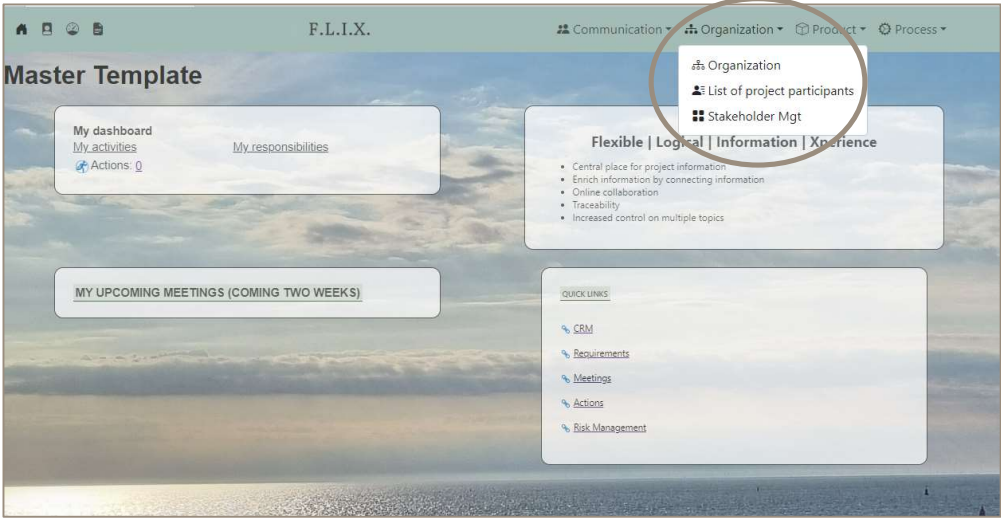 F.L.I.X.
Communication
Organization
Product
Process
Organization
List of project participants
Stakeholder Mgt
Master Template
My dashboard
My activities
My responsibilities
Actions: 0
Flexible | Logical | Information | Xperience
Central place for project information
Enrich information by connecting information
Online collaboration
Traceability
Increased control on multiple topics
MY UPCOMING MEETINGS (COMING TWO WEEKS)
QUICK LINKS
CRM
Requirements
Meetings
Actions
Risk Management